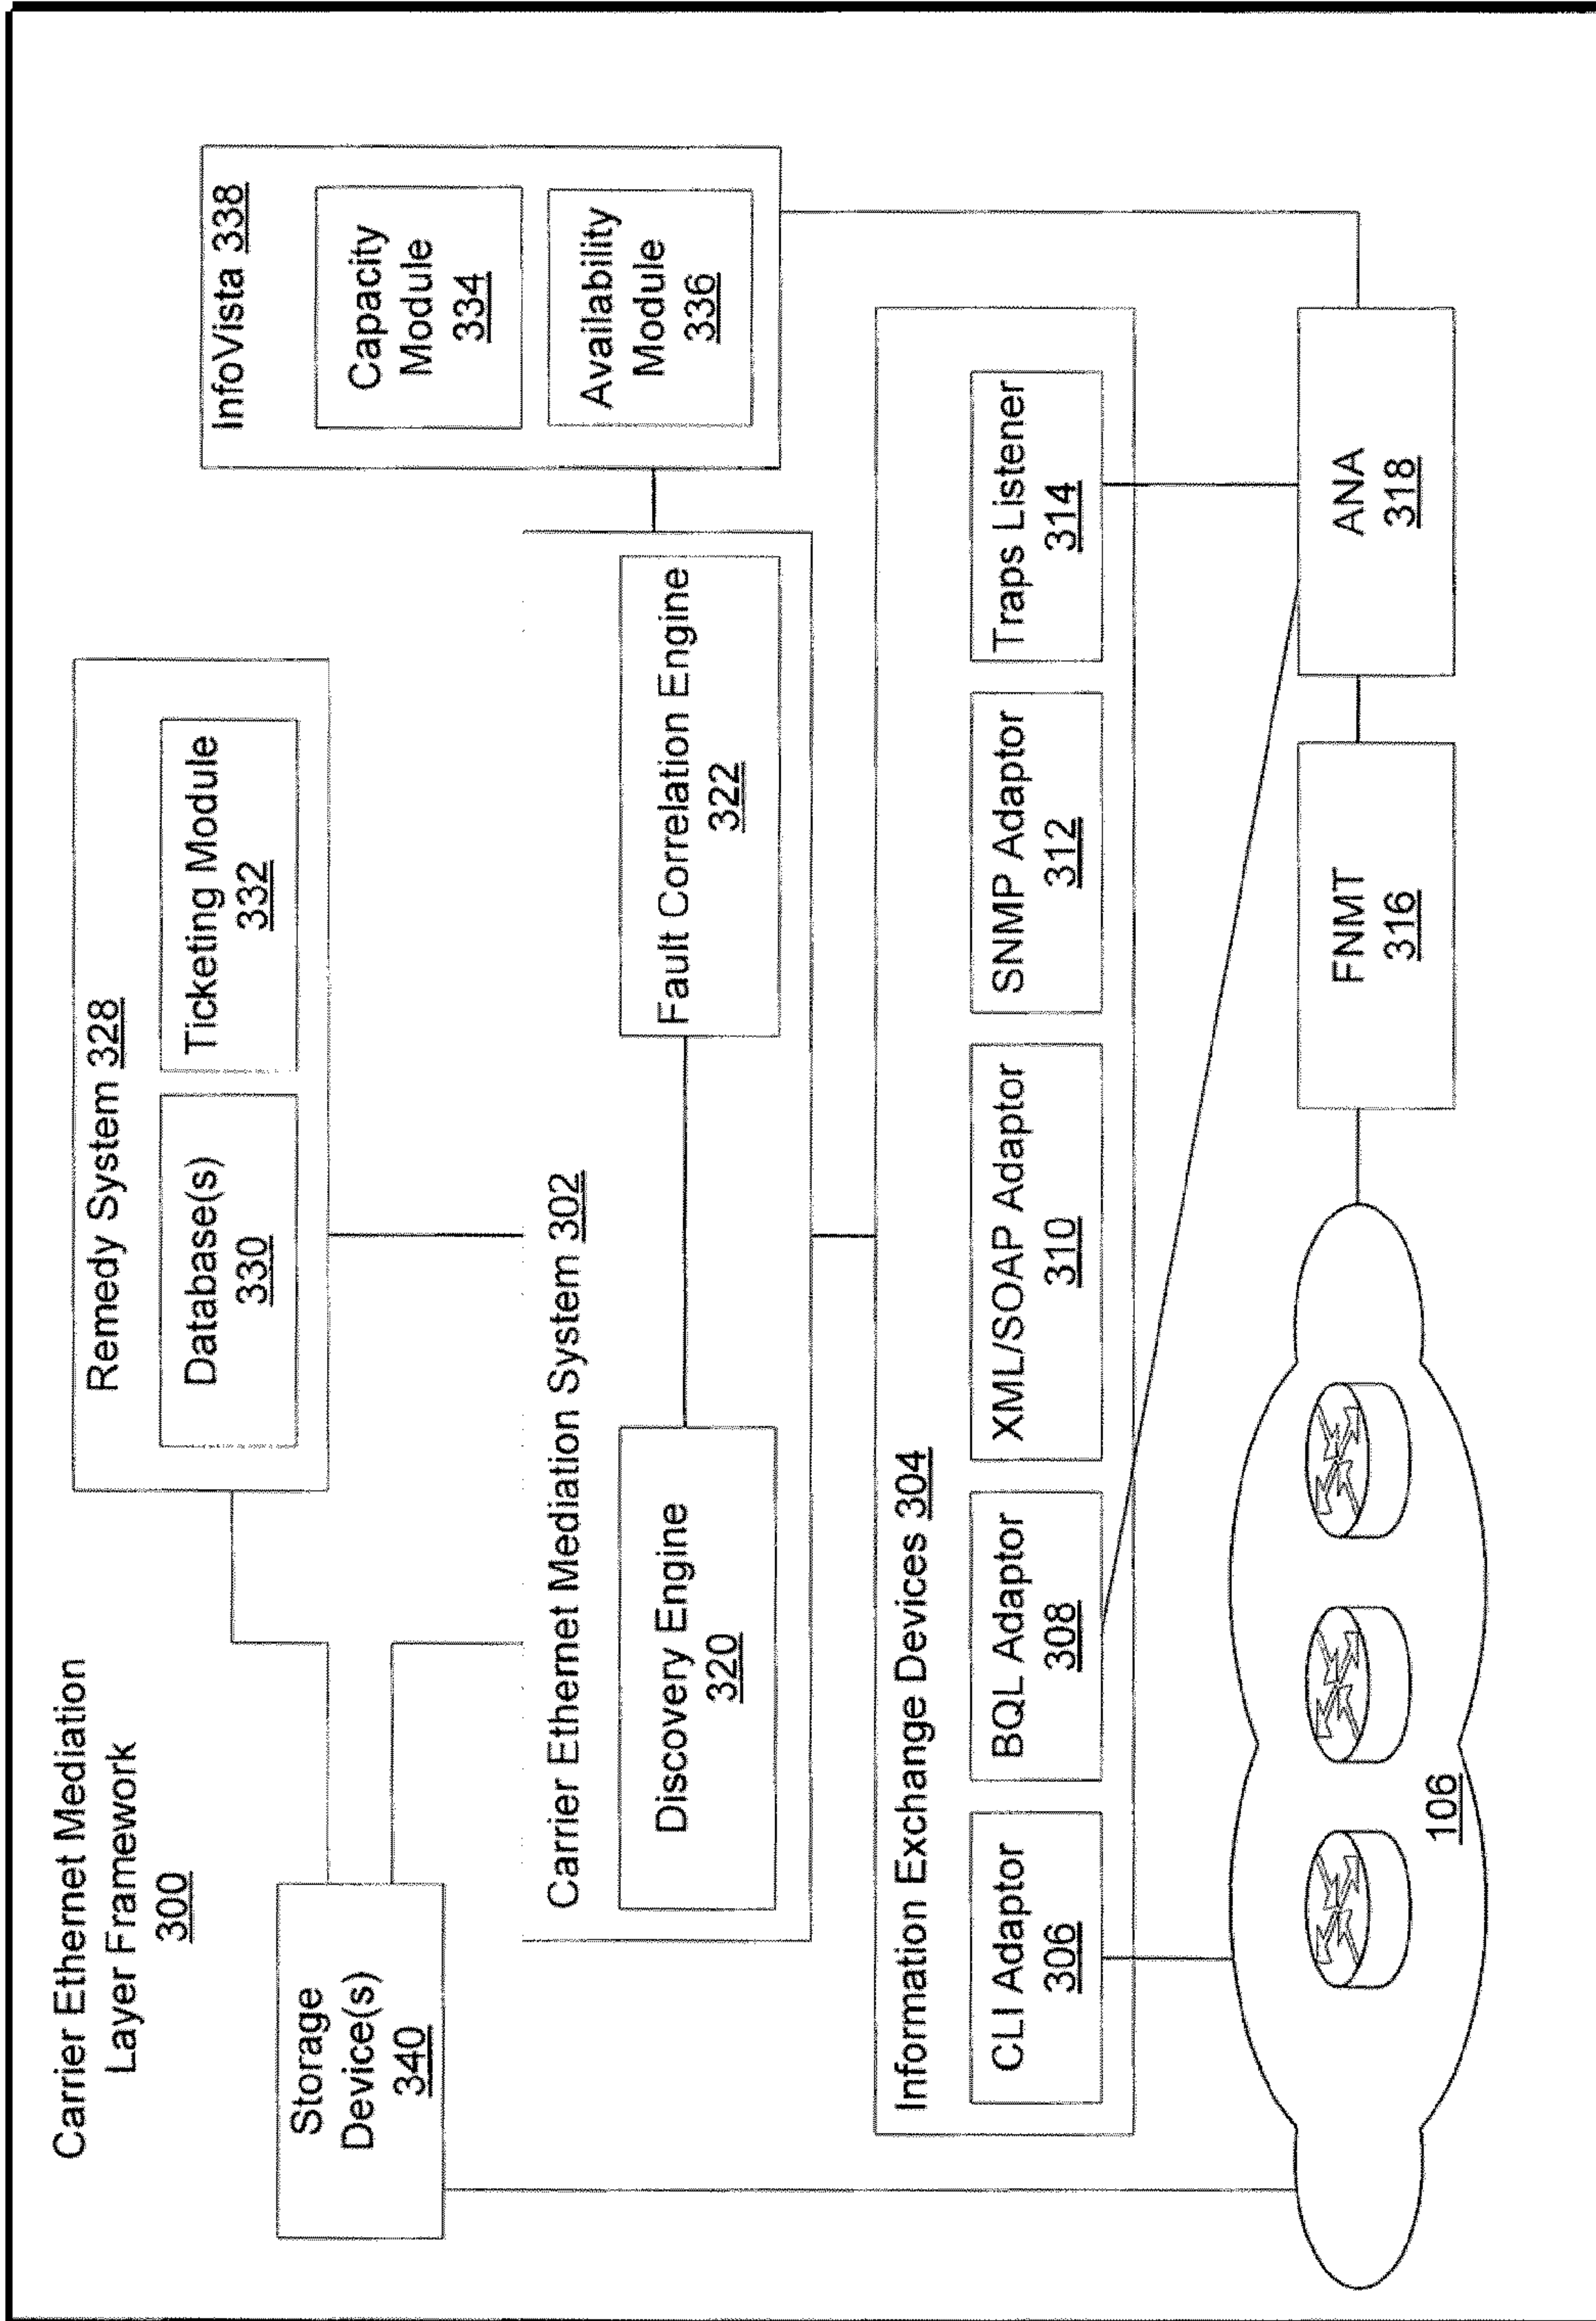 Carrier Ethernet Mediation
Layer Framework
300
Remedy System 328
Database(s)
330
Ticketing Module
332
InfoVista 338
Capacity
Module
334
Availability
Module
336
Storage
Device(s)
340
Carrier Ethernet Mediation System 302
Discovery Engine
320
Fault Correlation Engine
322
Information Exchange Devices 304
CLI Adaptor
306
BQL Adaptor
308
XML/SOAP Adaptor
310
SNMP Adaptor
312
Traps Listener
314
106
FNMT
316
ANA
318